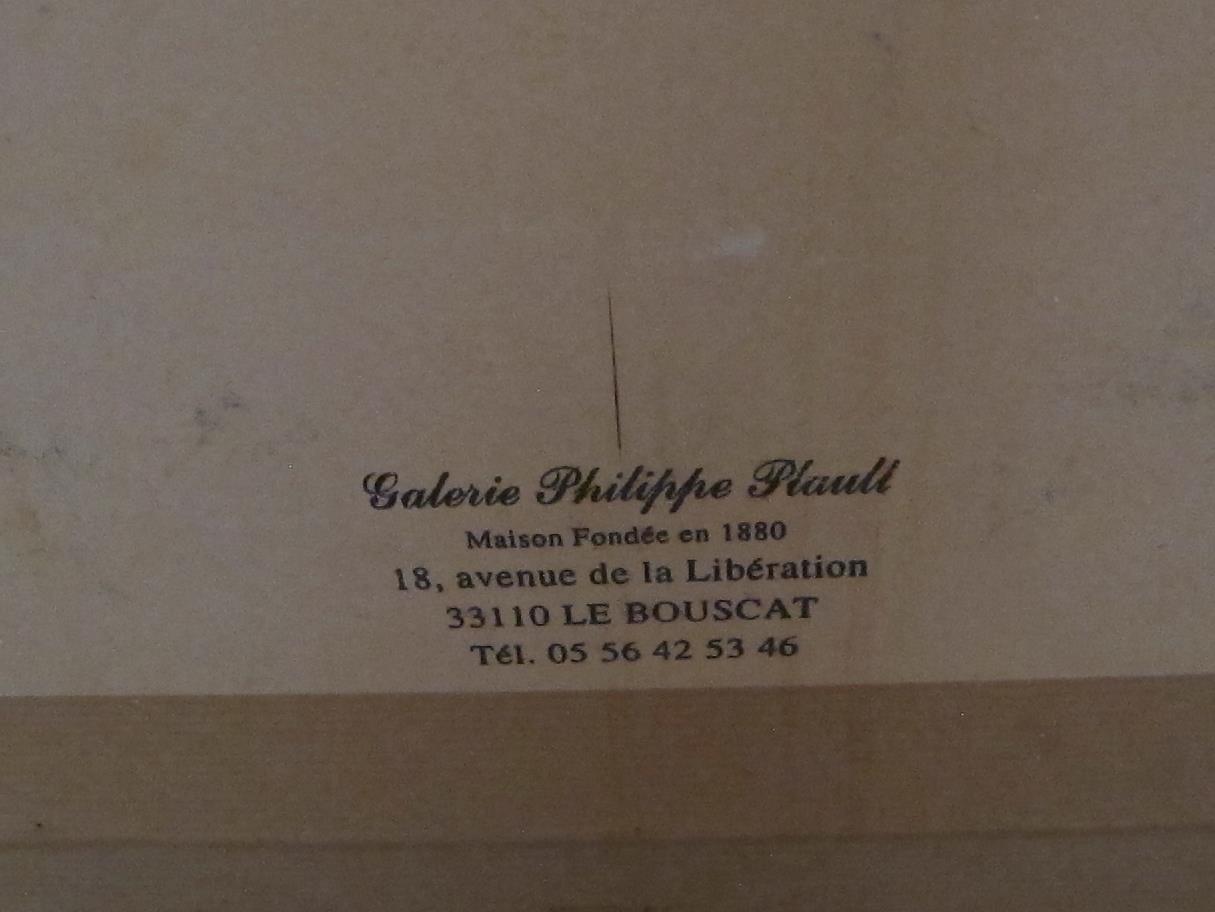 Galerie Philippe Plault
Maison Fondée en 1880
18, avenue de la Libération
33110 LE BOUSCAT
Tél. 05 56 42 53 46